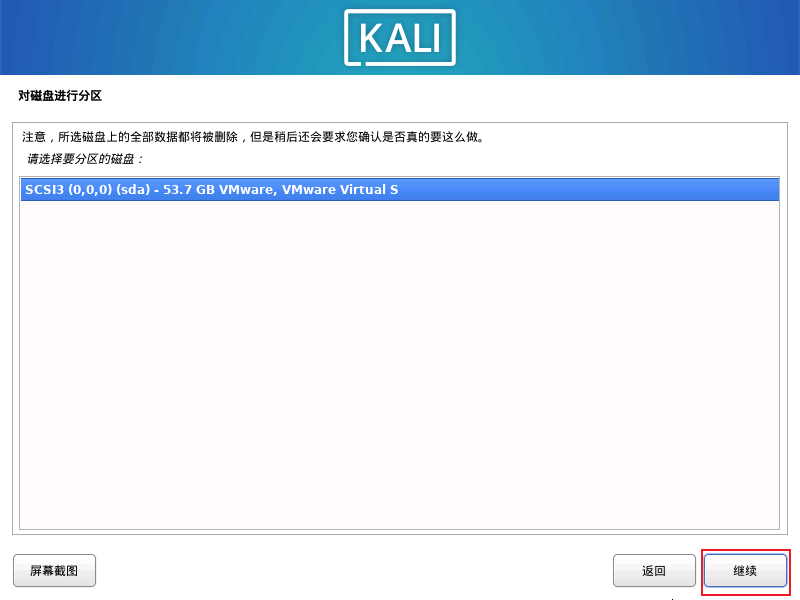 KALI
对磁盘进行分区
注意，所选磁盘上的全部数据都将被删除，但是稍后还会要求您确认是否真的要这么做。
请选择要分区的磁盘：
SCSI3 (0,0,0) (sda) - 53.7 GB VMware, VMware Virtual S
屏幕截图
返回
继续